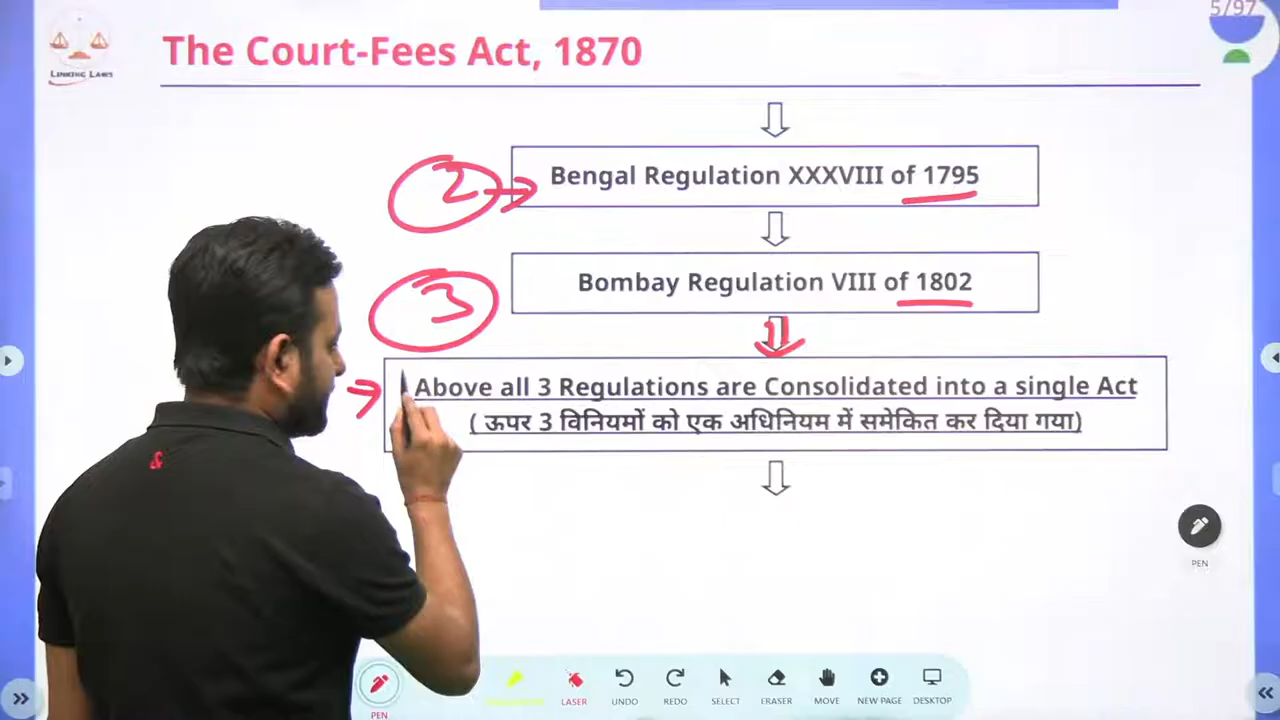 5/97
LINKING LAWS
The Court-Fees Act, 1870
Bengal Regulation XXXVIII of 1795
2
Bombay Regulation VIII of 1802
3
Above all 3 Regulations are Consolidated into a single Act
( ऊपर 3 विनियमों को एक अधिनियम में समेकित कर दिया गया)
PEN
PEN
LASER
UNDO
REDO
SELECT
ERASER
MOVE
NEW PAGE
DESKTOP